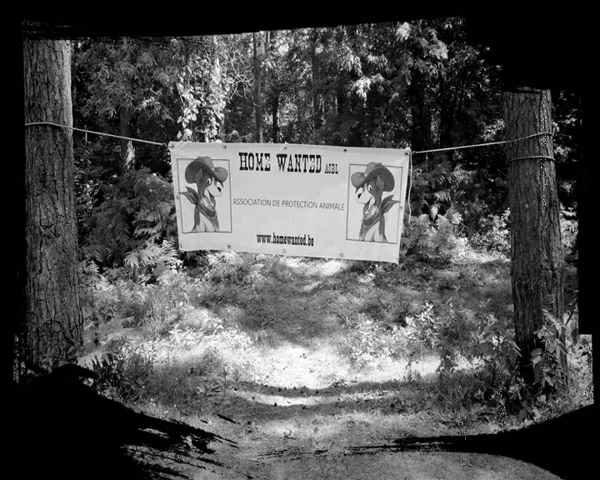 HOME WANTED ASBL
ASSOCIATION DE PROTECTION ANIMALE
www.homewanted.be